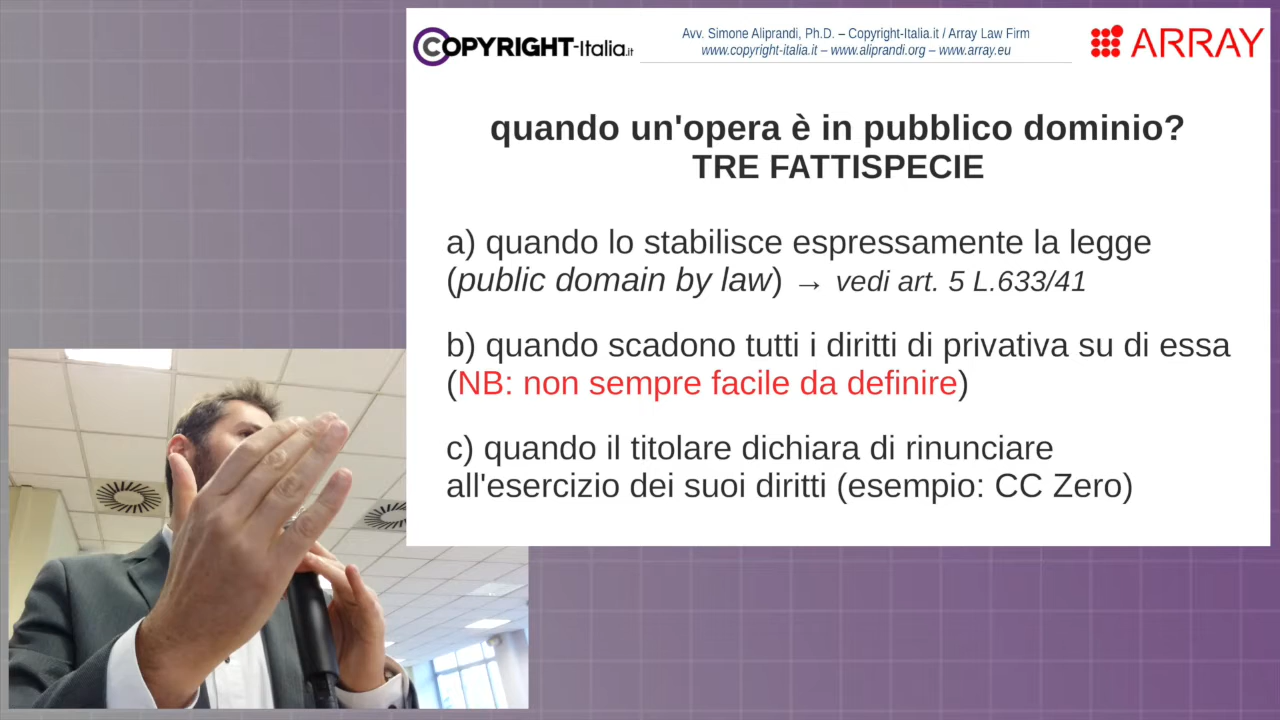 COPYRIGHT-Italia.it
Avv. Simone Aliprandi, Ph.D. – Copyright-Italia.it / Array Law Firm
www.copyright-italia.it – www.aliprandi.org – www.array.eu
ARRAY
quando un'opera è in pubblico dominio?
TRE FATTISPECIE
a) quando lo stabilisce espressamente la legge
(public domain by law) → vedi art. 5 L.633/41
b) quando scadono tutti i diritti di privativa su di essa
(NB: non sempre facile da definire)
c) quando il titolare dichiara di rinunciare
all'esercizio dei suoi diritti (esempio: CC Zero)